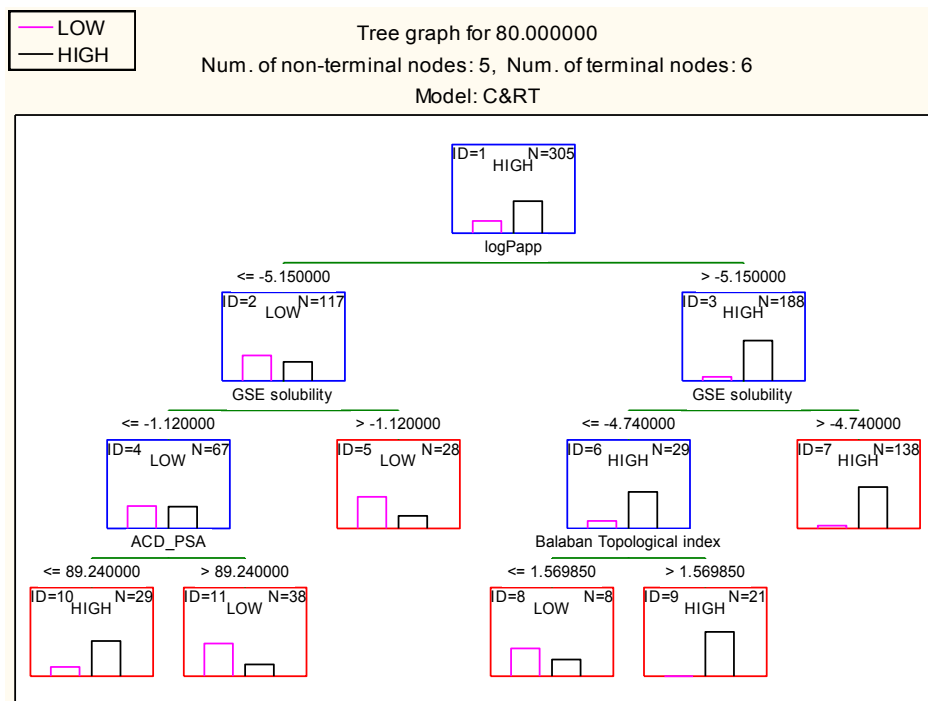 LOW
HIGH
Tree graph for 80.000000
Num. of non-terminal nodes: 5, Num. of terminal nodes: 6
Model: C&RT
ID=1 N=305
HIGH
logPapp
<= -5.150000 > -5.150000
ID=2 N=117 ID=3 N=188
LOW HIGH
GSE solubility GSE solubility
<= -1.120000 > -1.120000 <= -4.740000 > -4.740000
ID=4 N=67 ID=5 N=28 ID=6 N=29 ID=7 N=138
LOW LOW HIGH HIGH
ACD_PSA Balaban Topological index
<= 89.240000 > 89.240000 <= 1.569850 > 1.569850
ID=10 N=29 ID=11 N=38 ID=8 N=8 ID=9 N=21
HIGH LOW LOW HIGH